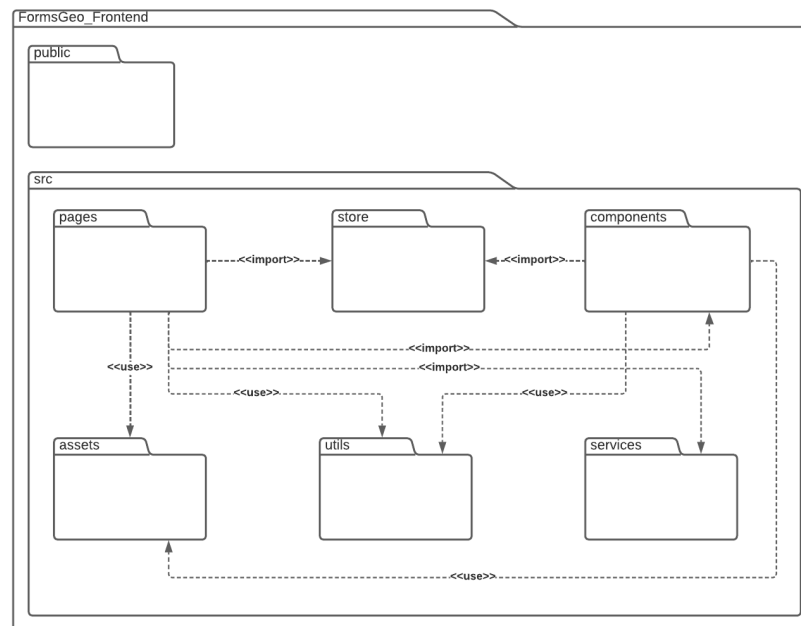 FormsGeo_Frontend
public
src
pages
store
components
<<import>>
<<import>>
<<import>>
<<use>>
<<import>>
<<use>>
<<use>>
assets
utils
services
<<use>>